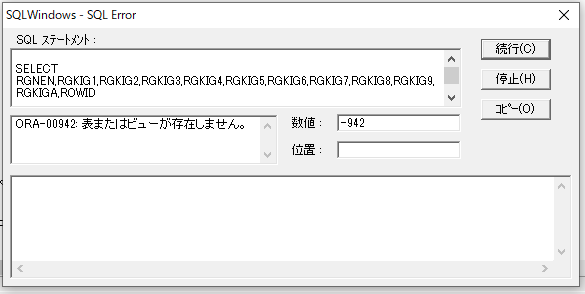 SQLWindows - SQL Error
SQL ステートメント :
SELECT
RGNEN,RGKIG1,RGKIG2,RGKIG3,RGKIG4,RGKIG5,RGKIG6,RGKIG7,RGKIG8,RGKIG9,
RGKIGA,ROWID
続行(C)
停止(H)
コピー(O)
ORA-00942: 表またはビューが存在しません。
数値 :
-942
位置 :